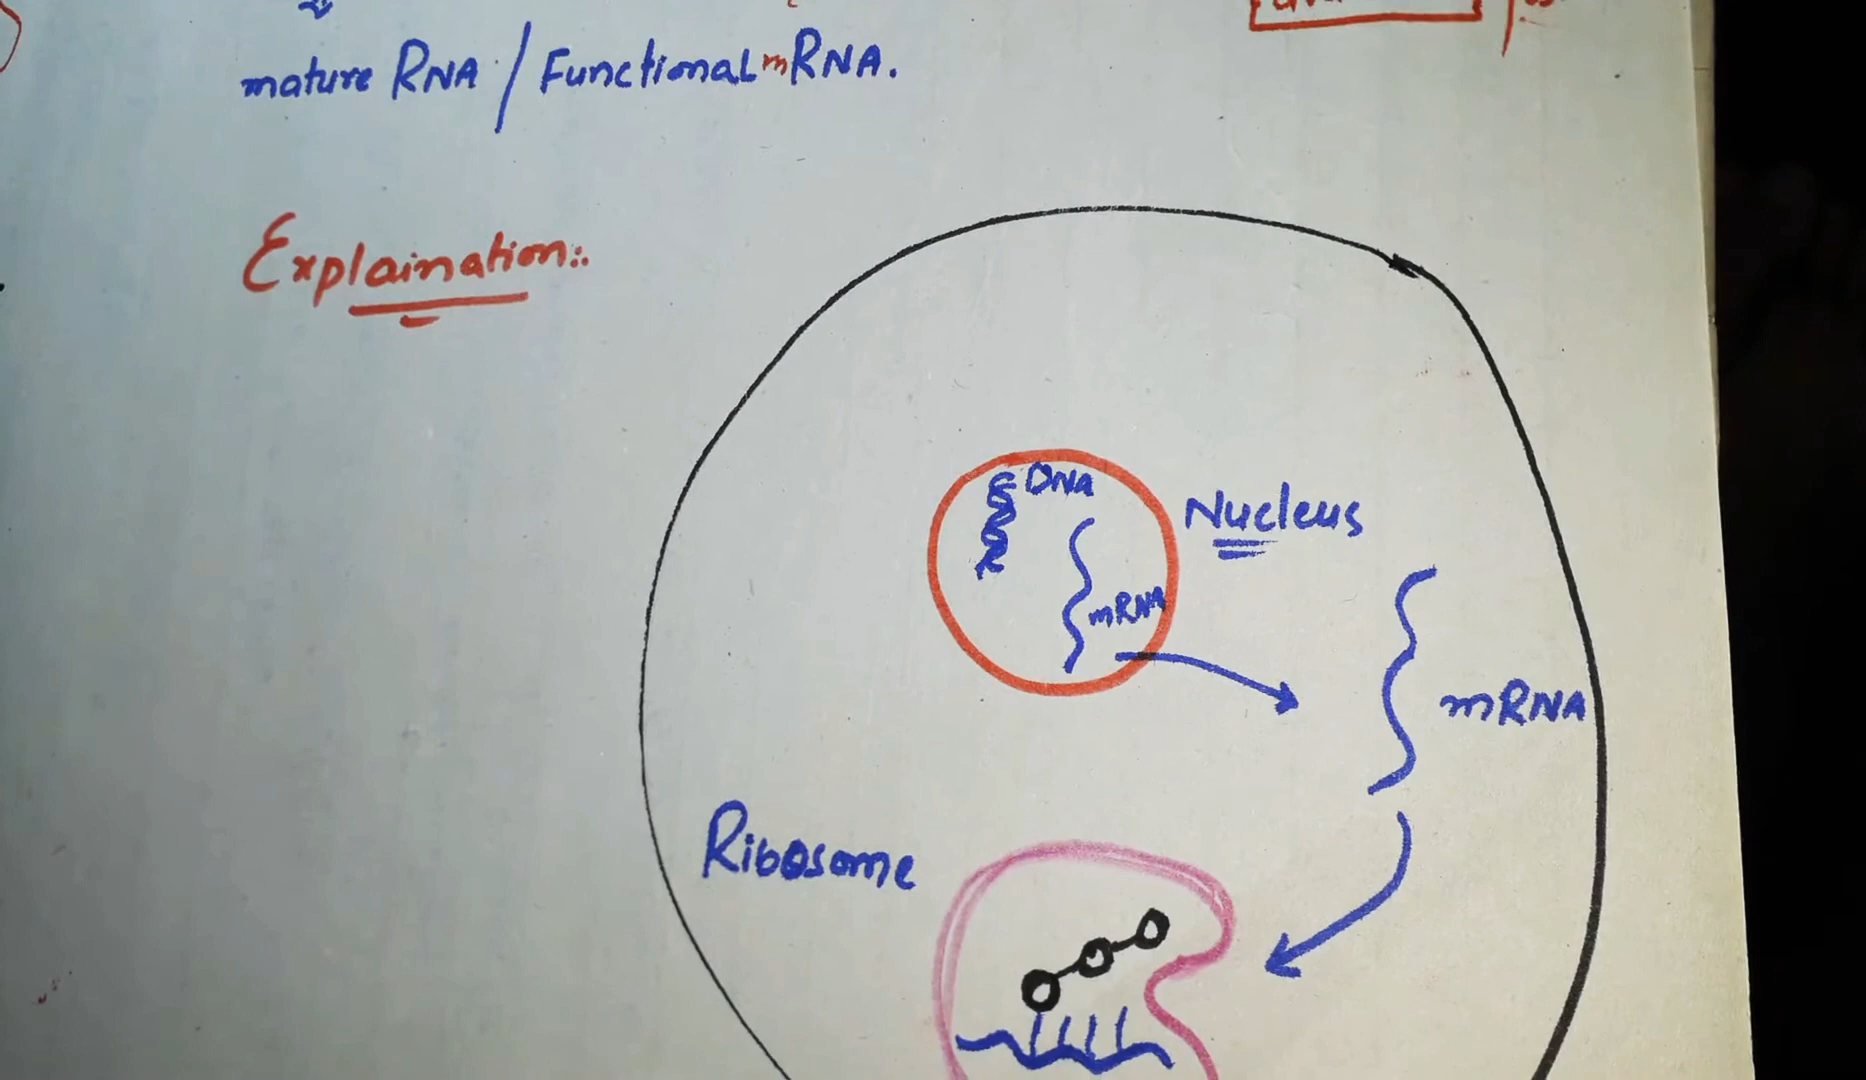 mature RNA / Functional mRNA.
Explaination:.
DNA
Nucleus
mRNA
mRNA
Ribosome